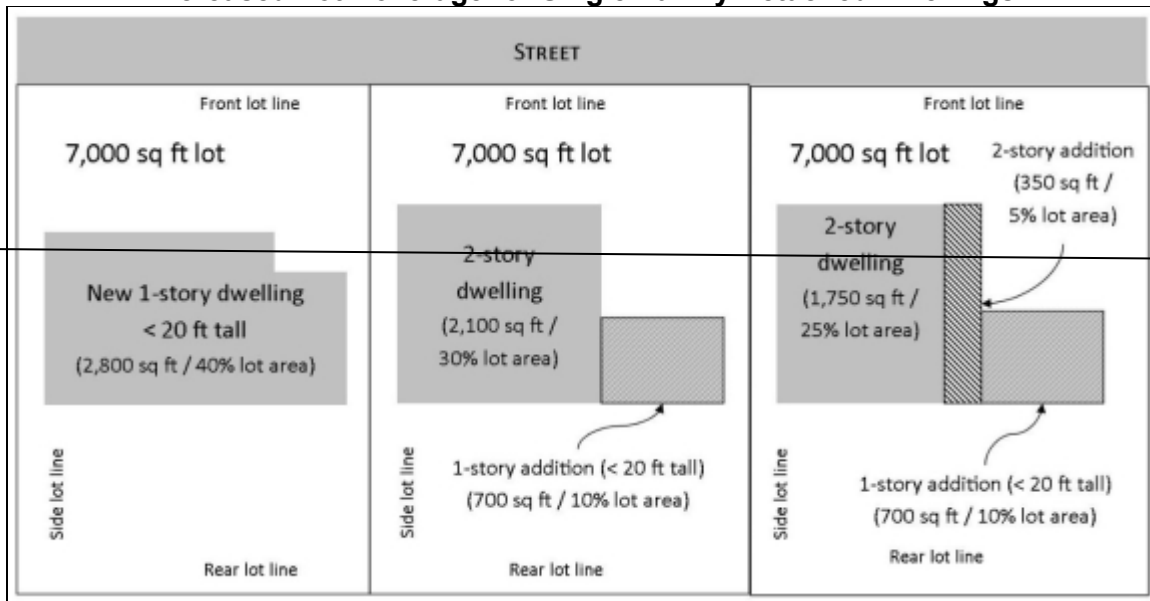 STREET
Front lot line
7,000 sq ft lot
New 1-story dwelling
< 20 ft tall
(2,800 sq ft / 40% lot area)
Side lot line
Rear lot line
Front lot line
7,000 sq ft lot
2-story
dwelling
(2,100 sq ft /
30% lot area)
1-story addition (< 20 ft tall)
(700 sq ft / 10% lot area)
Side lot line
Rear lot line
Front lot line
7,000 sq ft lot
2-story addition
(350 sq ft /
5% lot area)
2-story
dwelling
(1,750 sq ft /
25% lot area)
1-story addition (< 20 ft tall)
(700 sq ft / 10% lot area)
Side lot line
Rear lot line